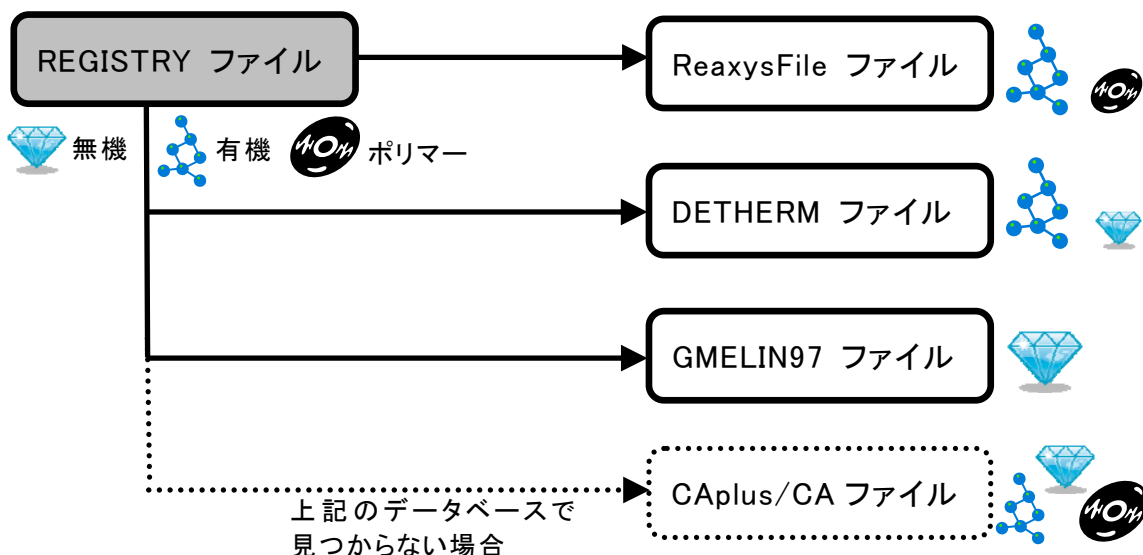 REGISTRY ファイル
ReaxysFile ファイル
無機
有機
ポリマー
DETHERM ファイル
GMELIN97 ファイル
CAplus/CA ファイル
上記のデータベースで
見つからない場合